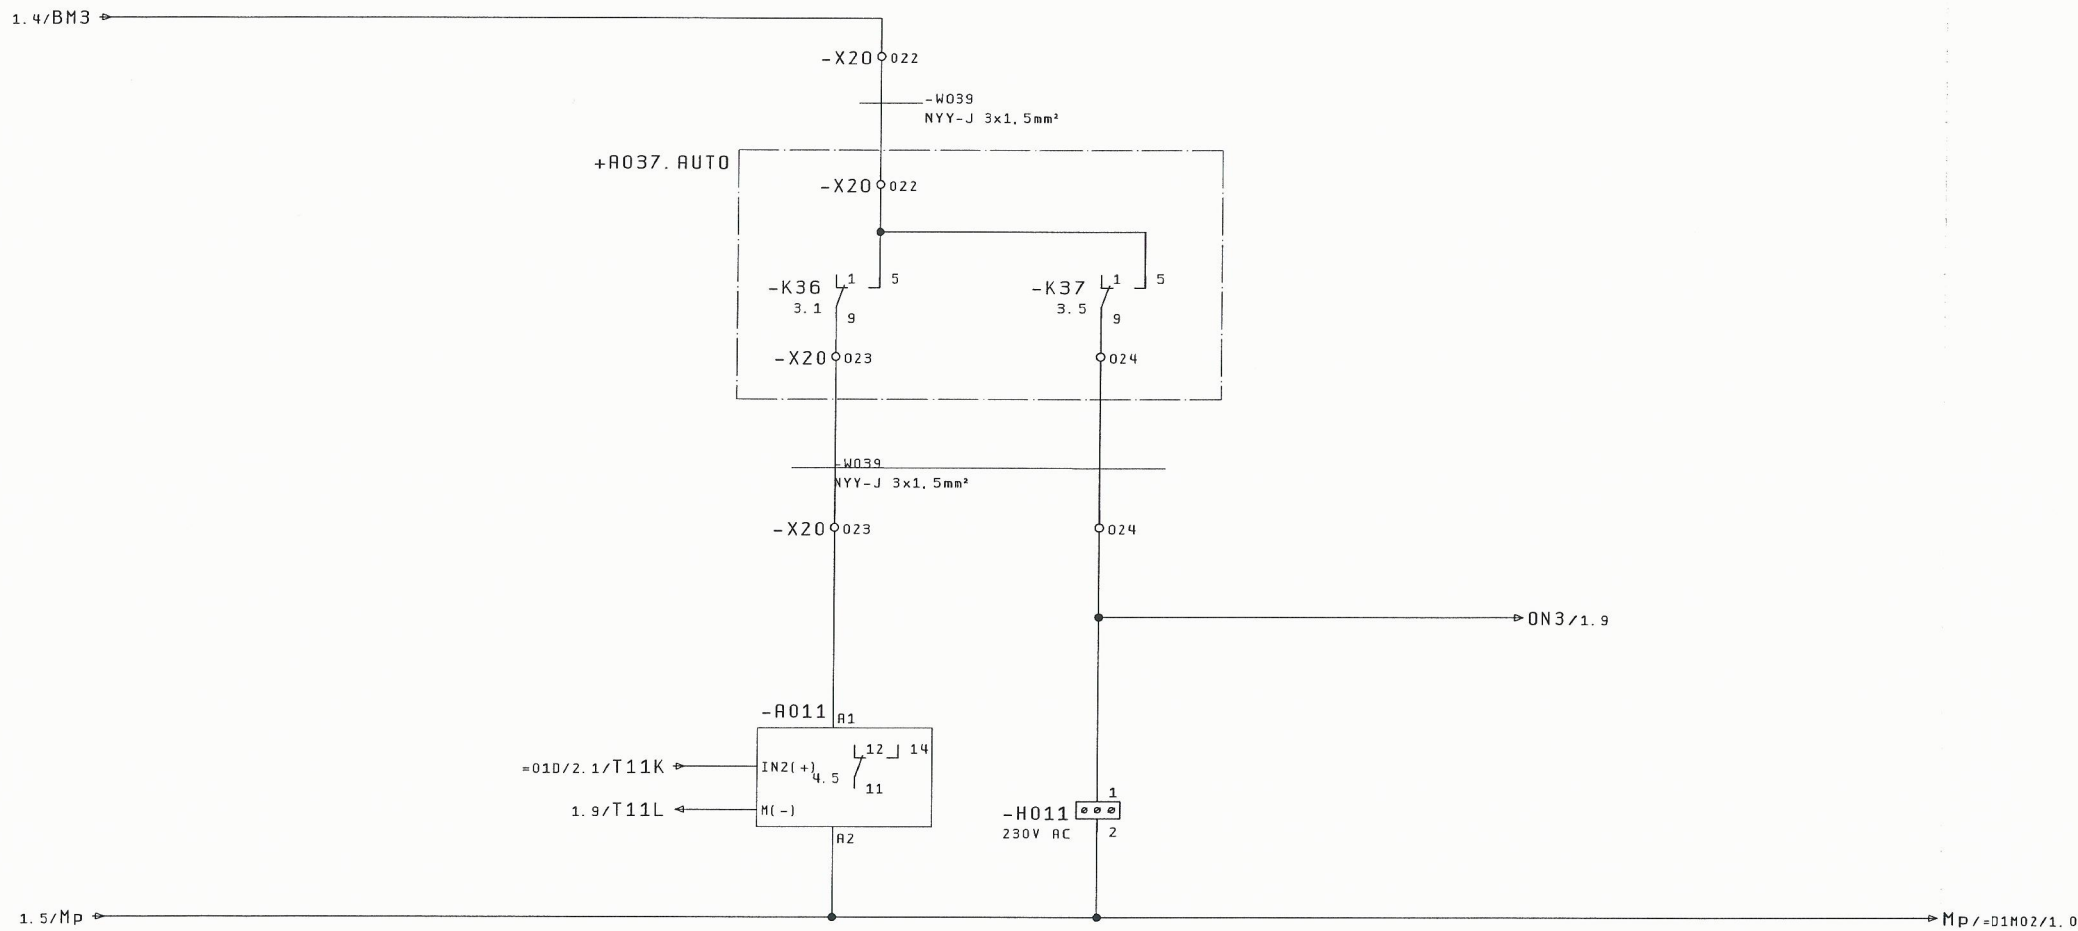 1.4/BM3
-X20 022
-W039
NYY-J 3x1,5mm²
+A037.AUTO
-X20 022
-K36 1 5
3.1
9
-K37 1 5
3.5
9
-X20 023
024
-W039
NYY-J 3x1,5mm²
-X20 023
024
ON3/1.9
-A011 A1
=01D/2.1/T11K
IN2(+)
4.5
12 14
11
1.9/T11L
M(-)
A2
1
-H011
230V AC
2
1.5/Mp
Mp/=D1M02/1.0